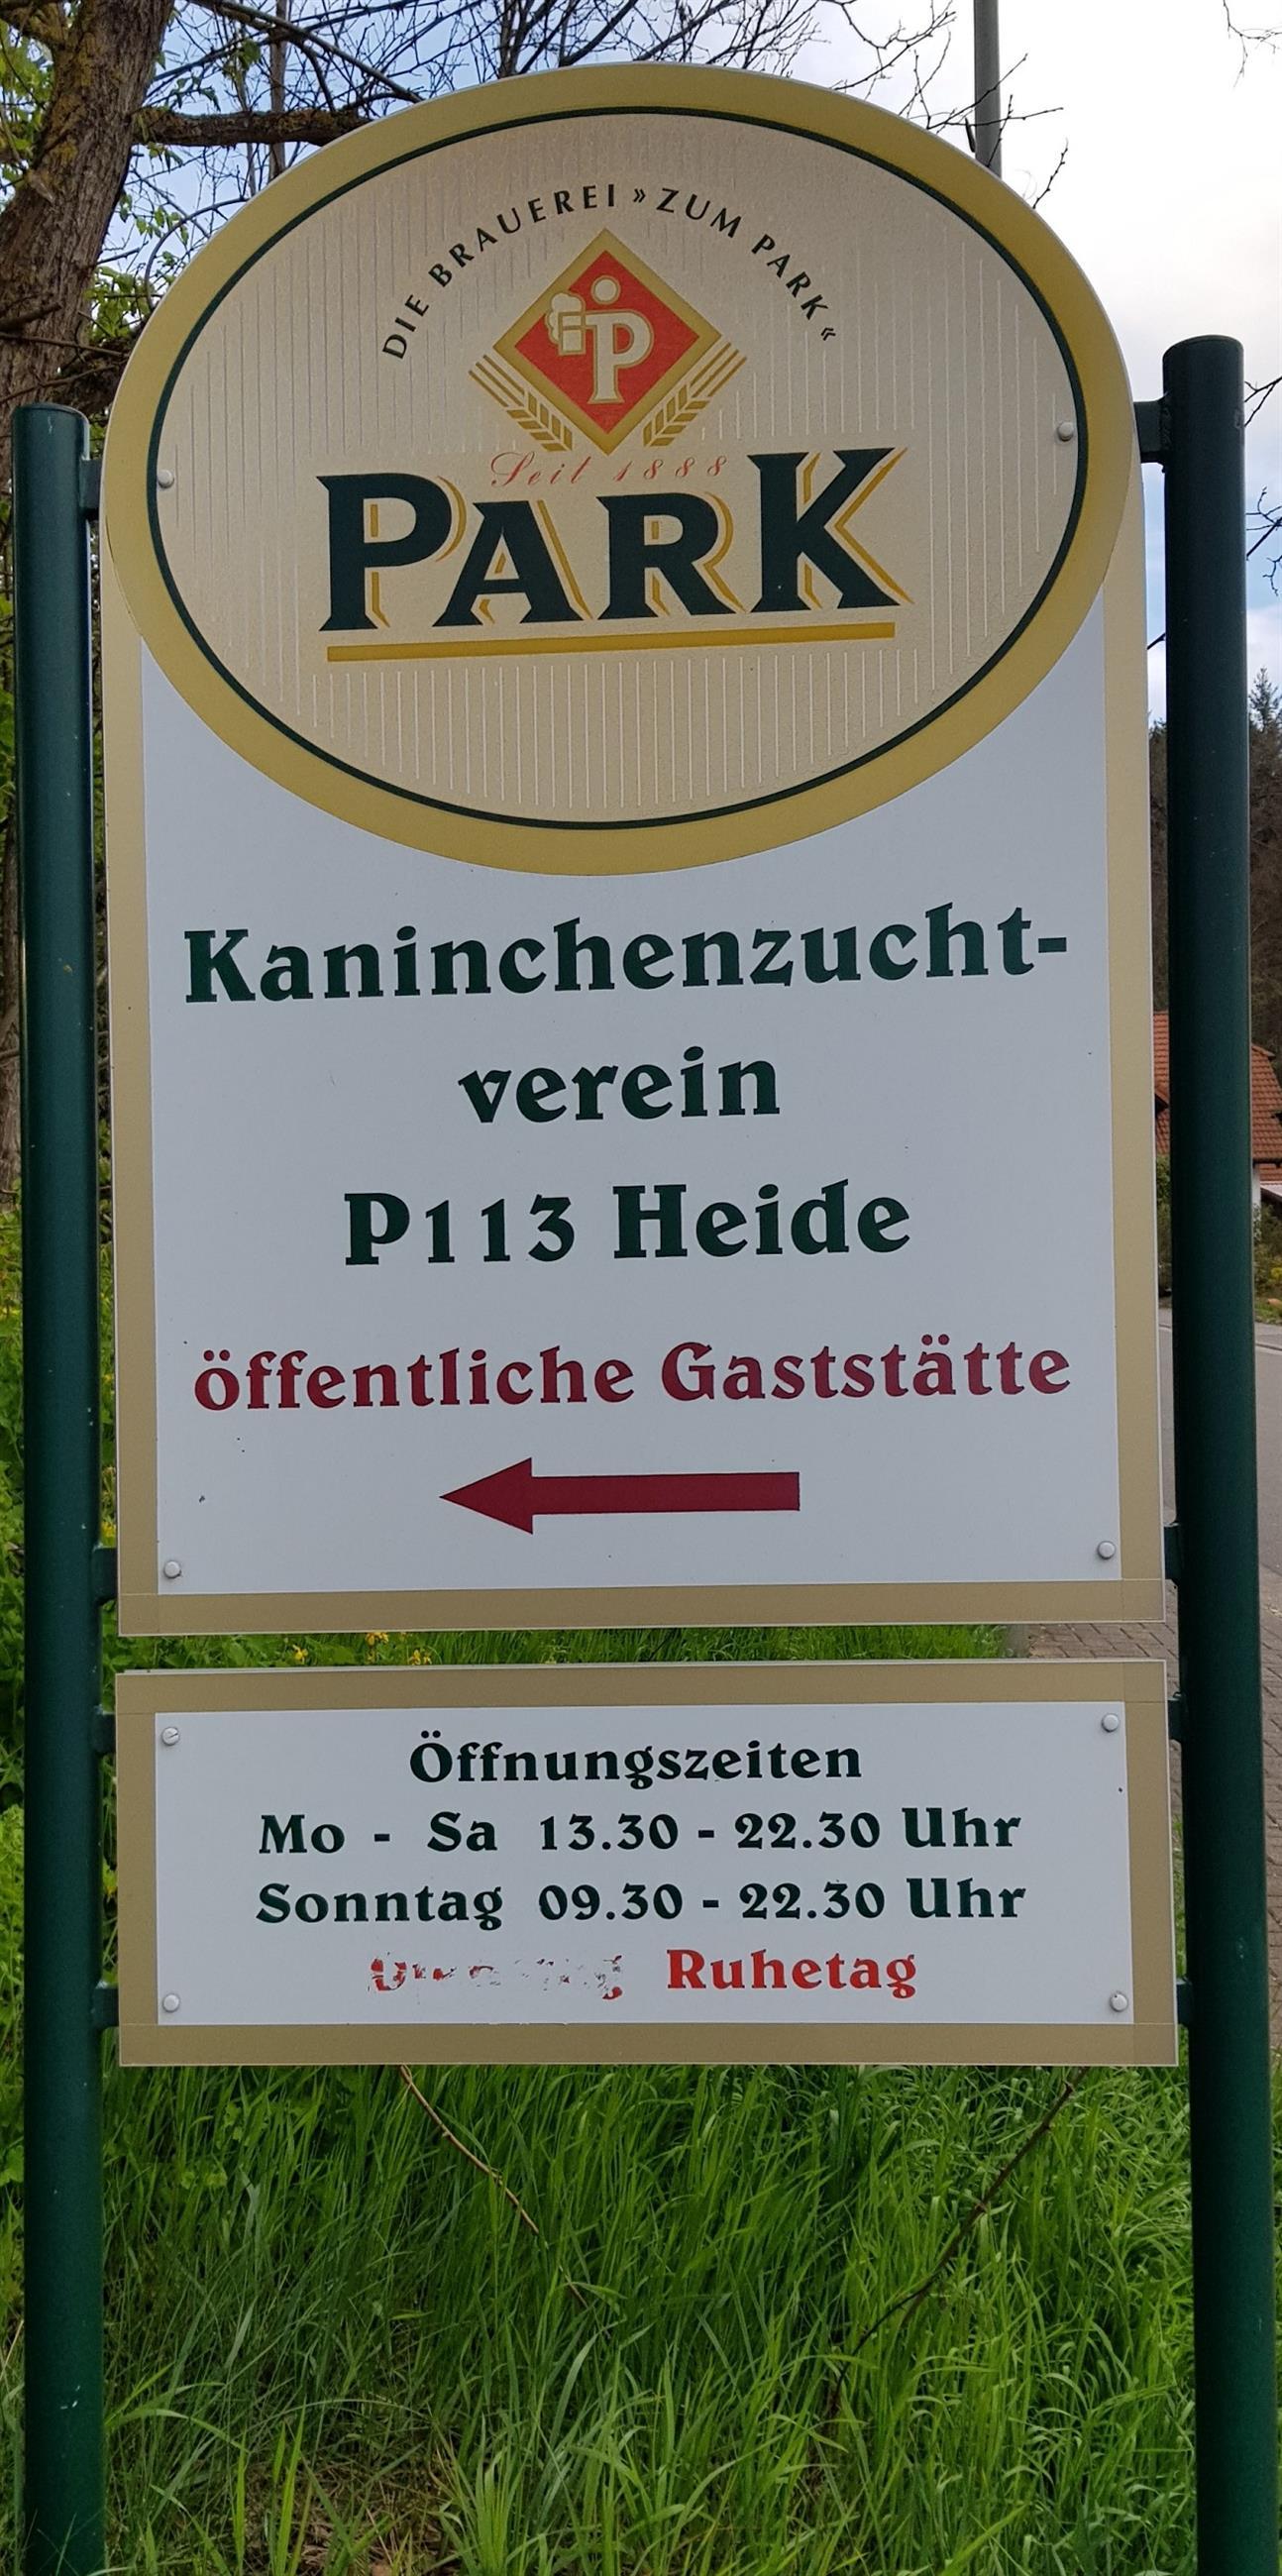 DIE BRAUEREI »ZUM PARK«
P
Seit 1888
PARK
Kaninchenzucht-
verein
P113 Heide
öffentliche Gaststätte
Öffnungszeiten
Mo - Sa 13.30 - 22.30 Uhr
Sonntag 09.30 - 22.30 Uhr
Ruhetag